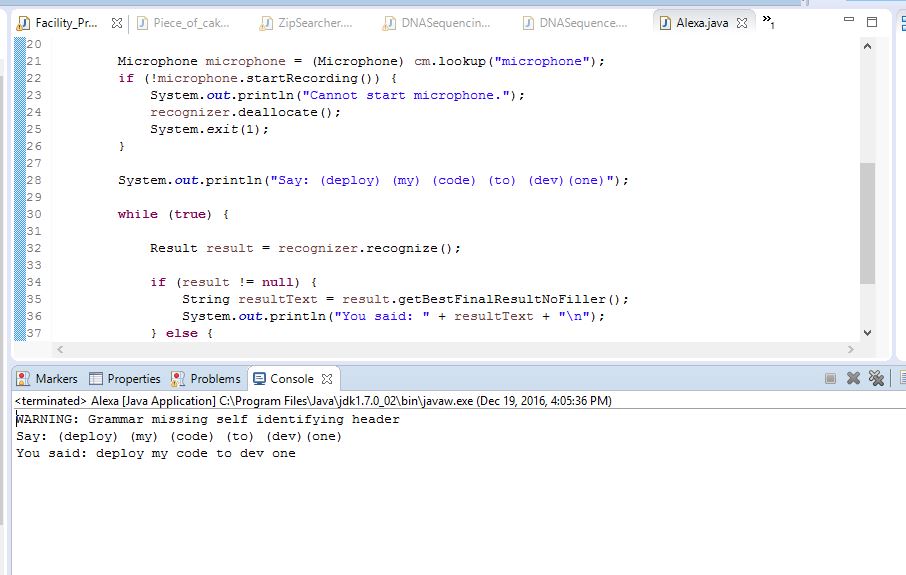 Facility_Pr... Piece_of_cak... ZipSearcher.... DNASequencin... DNASequence.... Alexa.java »1
20
21 Microphone microphone = (Microphone) cm.lookup("microphone");
22 if (!microphone.startRecording()) {
23 System.out.println("Cannot start microphone.");
24 recognizer.deallocate();
25 System.exit(1);
26 }
27
28 System.out.println("Say: (deploy) (my) (code) (to) (dev)(one)");
29
30 while (true) {
31
32 Result result = recognizer.recognize();
33
34 if (result != null) {
35 String resultText = result.getBestFinalResultNoFiller();
36 System.out.println("You said: " + resultText + "\n");
37 } else {
Markers Properties Problems Console
<terminated> Alexa [Java Application] C:\Program Files\Java\jdk1.7.0_02\bin\javaw.exe (Dec 19, 2016, 4:05:36 PM)
WARNING: Grammar missing self identifying header
Say: (deploy) (my) (code) (to) (dev)(one)
You said: deploy my code to dev one